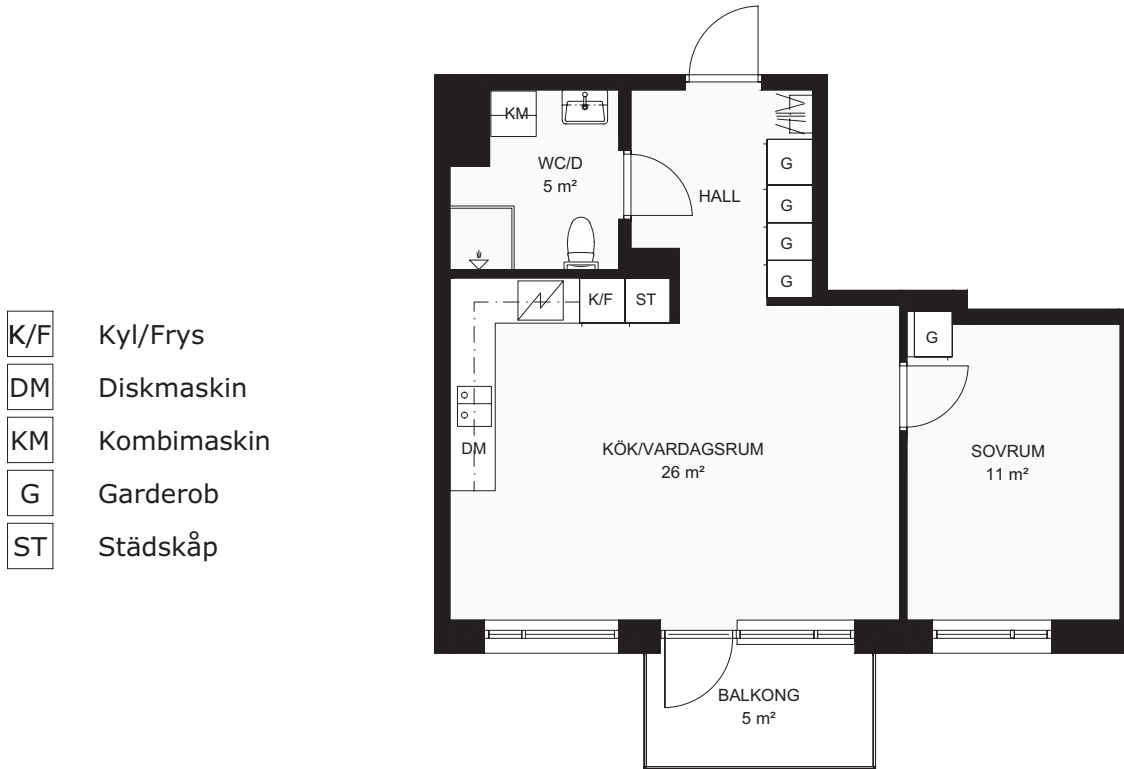 K/F Kyl/Frys
DM Diskmaskin
KM Kombimaskin
G Garderob
ST Städskåp
KM
WC/D
5 m²
HALL
G
G
G
G
K/F ST
G
DM
KÖK/VARDAGSRUM
26 m²
SOVRUM
11 m²
BALKONG
5 m²